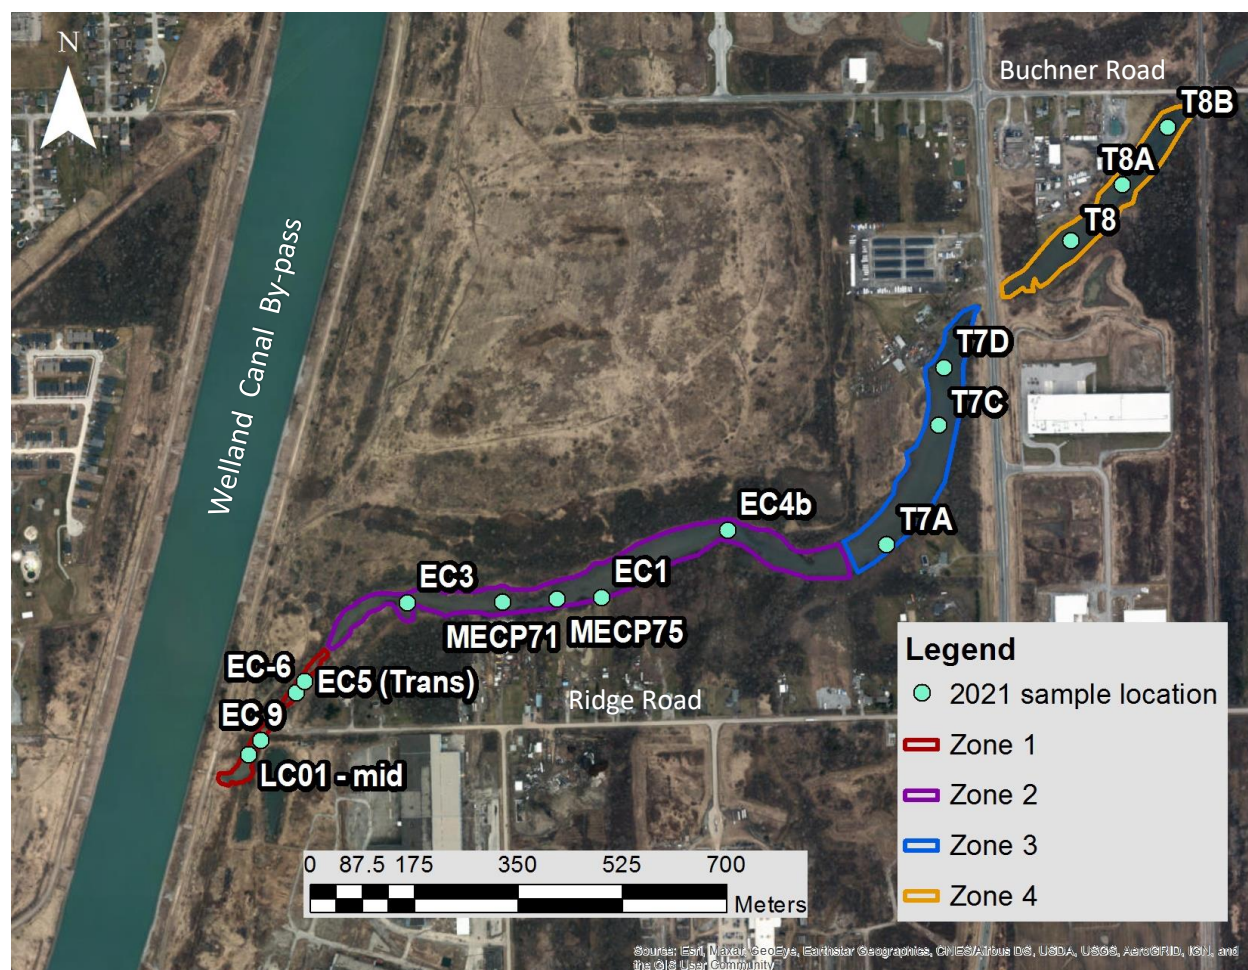 N
Buchner Road
T8B
T8A
T8
Welland Canal By-pass
T7D
T7C
T7A
EC4b
EC3
EC1
MECP71
MECP75
EC-6
EC5 (Trans)
Ridge Road
EC 9
LC01 - mid
Legend
2021 sample location
Zone 1
Zone 2
Zone 3
Zone 4
0 87.5 175 350 525 700
Meters
Source: Esri, Maxar, GeoEye, Earthstar Geographics, CNES/Airbus DS, USDA, USGS, AeroGRID, IGN, and
the GIS User Community